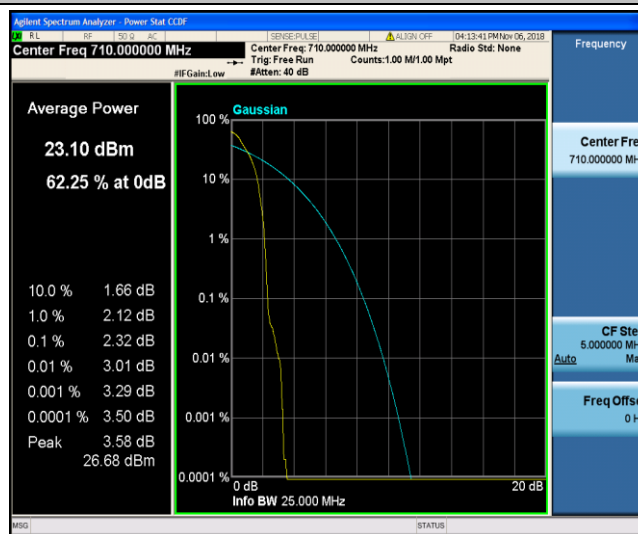 Agilent Spectrum Analyzer - Power Stat CCDF
RL RF 50 Ω AC SENSE:PULSE ALIGN OFF 04:13:41 PM Nov 06, 2018
Center Freq 710.000000 MHz
Center Freq: 710.000000 MHz Radio Std: None
Trig: Free Run Counts:1.00 M/1.00 Mpt
#IFGain:Low #Atten: 40 dB
Frequency
Average Power
23.10 dBm
62.25 % at 0dB
10.0 % 1.66 dB
1.0 % 2.12 dB
0.1 % 2.32 dB
0.01 % 3.01 dB
0.001 % 3.29 dB
0.0001 % 3.50 dB
Peak 3.58 dB
26.68 dBm
Gaussian
100 %
10 %
1 %
0.1 %
0.01 %
0.001 %
0.0001 %
0 dB 20 dB
Info BW 25.000 MHz
Center Fre
710.000000 MH
CF Ste
5.000000 MH
Auto Ma
Freq Offse
0 H
MSG STATUS